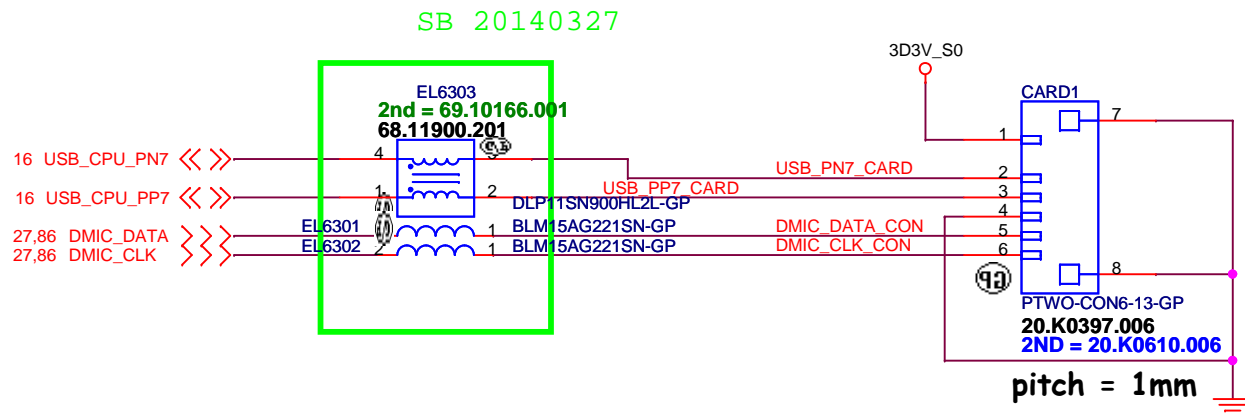 SB 20140327
3D3V_S0
EL6303
2nd = 69.10166.001
68.11900.201
CARD1
7
1
16 USB_CPU_PN7
4
3
USB_PN7_CARD
2
16 USB_CPU_PP7
1
2
USB_PP7_CARD
3
DLP11SN900HL2L-GP
4
27,86 DMIC_DATA
EL6301
1
BLM15AG221SN-GP
DMIC_DATA_CON
5
27,86 DMIC_CLK
EL6302
2
1
BLM15AG221SN-GP
DMIC_CLK_CON
6
8
GP
PTWO-CON6-13-GP
20.K0397.006
2ND = 20.K0610.006
pitch = 1mm